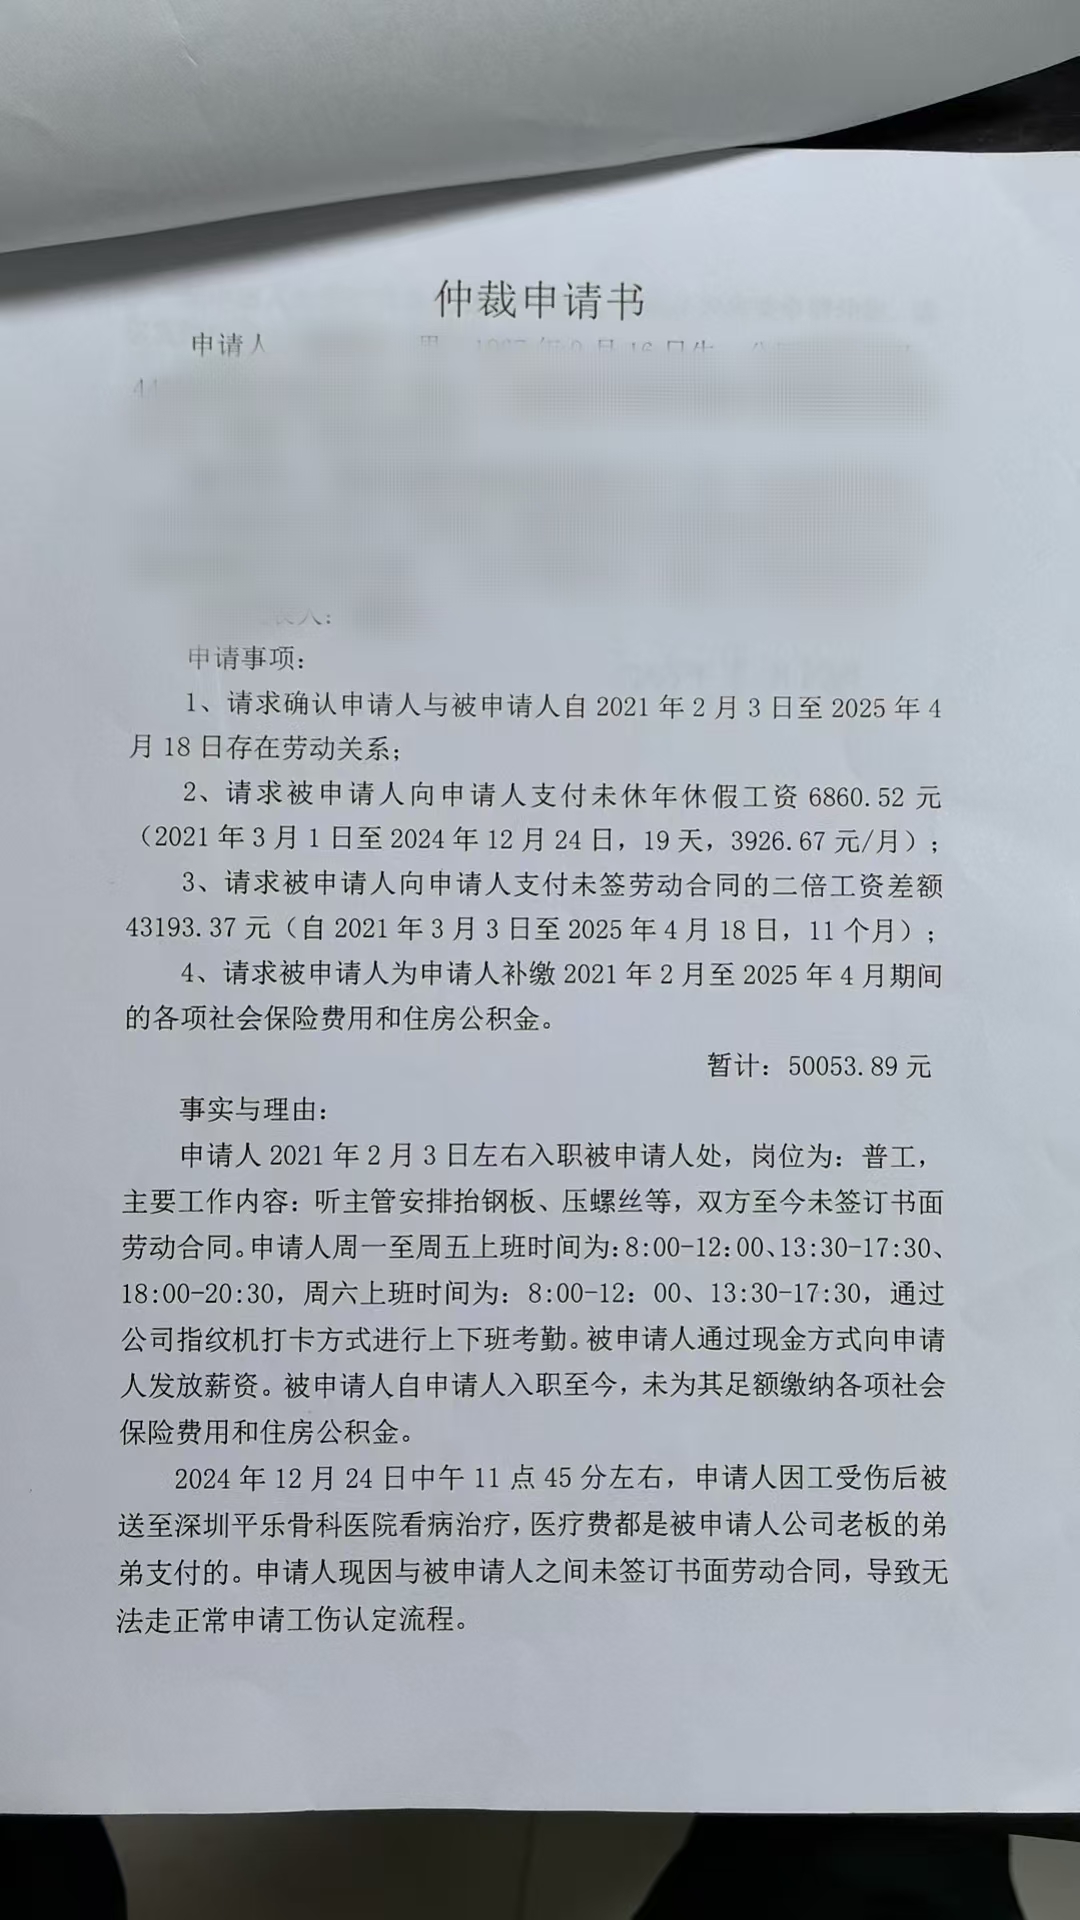 仲裁申请书
申请人
44
表人：
申请事项：
1、请求确认申请人与被申请人自 2021 年 2 月 3 日至 2025 年 4
月 18 日存在劳动关系；
2、请求被申请人向申请人支付未休年休假工资 6860.52 元
（2021 年 3 月 1 日至 2024 年 12 月 24 日，19 天，3926.67 元/月）；
3、请求被申请人向申请人支付未签劳动合同的二倍工资差额
43193.37 元（自 2021 年 3 月 3 日至 2025 年 4 月 18 日，11 个月）；
4、请求被申请人为申请人补缴 2021 年 2 月至 2025 年 4 月期间
的各项社会保险费用和住房公积金。
暂计：50053.89 元
事实与理由：
申请人 2021 年 2 月 3 日左右入职被申请人处，岗位为：普工，
主要工作内容：听主管安排抬钢板、压螺丝等，双方至今未签订书面
劳动合同。申请人周一至周五上班时间为：8:00-12:00、13:30-17:30、
18:00-20:30，周六上班时间为：8:00-12：00、13:30-17:30，通过
公司指纹机打卡方式进行上下班考勤。被申请人通过现金方式向申请
人发放薪资。被申请人自申请人入职至今，未为其足额缴纳各项社会
保险费用和住房公积金。
2024 年 12 月 24 日中午 11 点 45 分左右，申请人因工受伤后被
送至深圳平乐骨科医院看病治疗，医疗费都是被申请人公司老板的弟
弟支付的。申请人现因与被申请人之间未签订书面劳动合同，导致无
法走正常申请工伤认定流程。